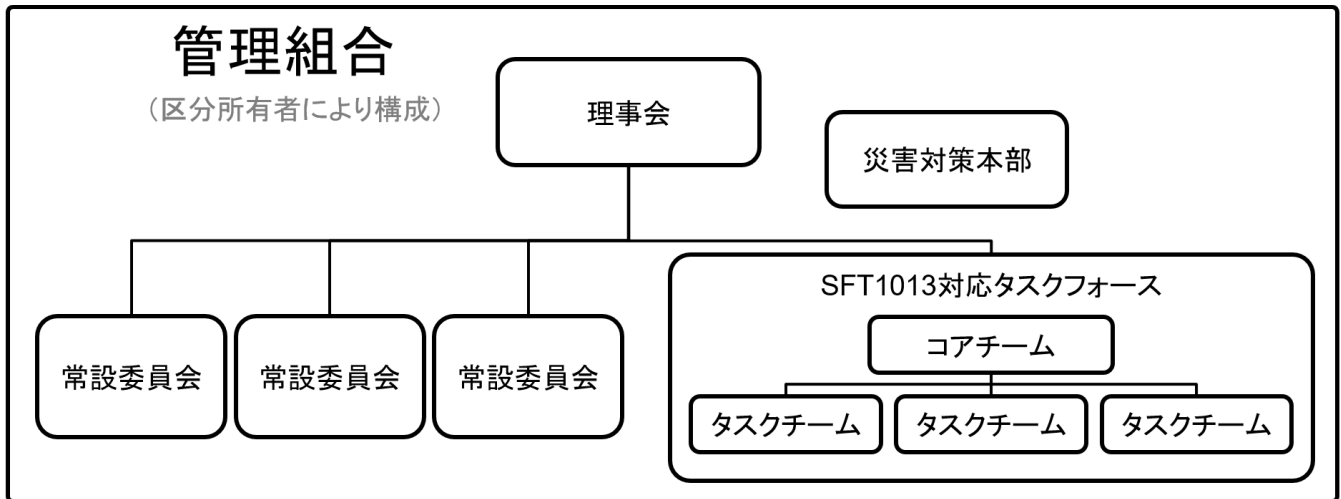 管理組合
（区分所有者により構成）
理事会
災害対策本部
常設委員会
常設委員会
常設委員会
SFT1013対応タスクフォース
コアチーム
タスクチーム
タスクチーム
タスクチーム